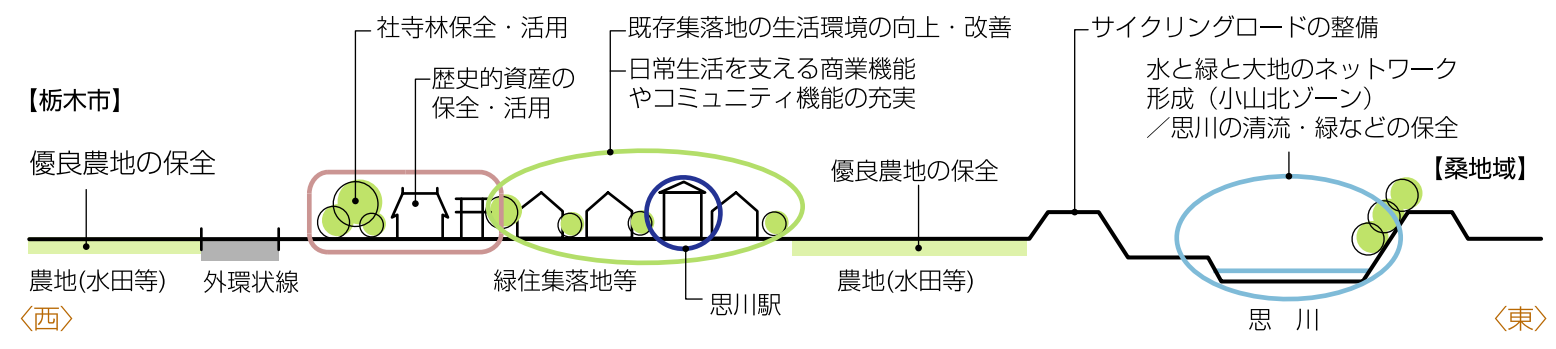 社寺林保全・活用
歴史的資産の
保全・活用
既存集落地の生活環境の向上・改善
日常生活を支える商業機能
やコミュニティ機能の充実
サイクリングロードの整備
水と緑と大地のネットワーク
形成（小山北ゾーン）
／思川の清流・緑などの保全
【栃木市】
優良農地の保全
優良農地の保全
【桑地域】
農地(水田等)
外環状線
緑住集落地等
思川駅
農地(水田等)
思　川
〈西〉
〈東〉